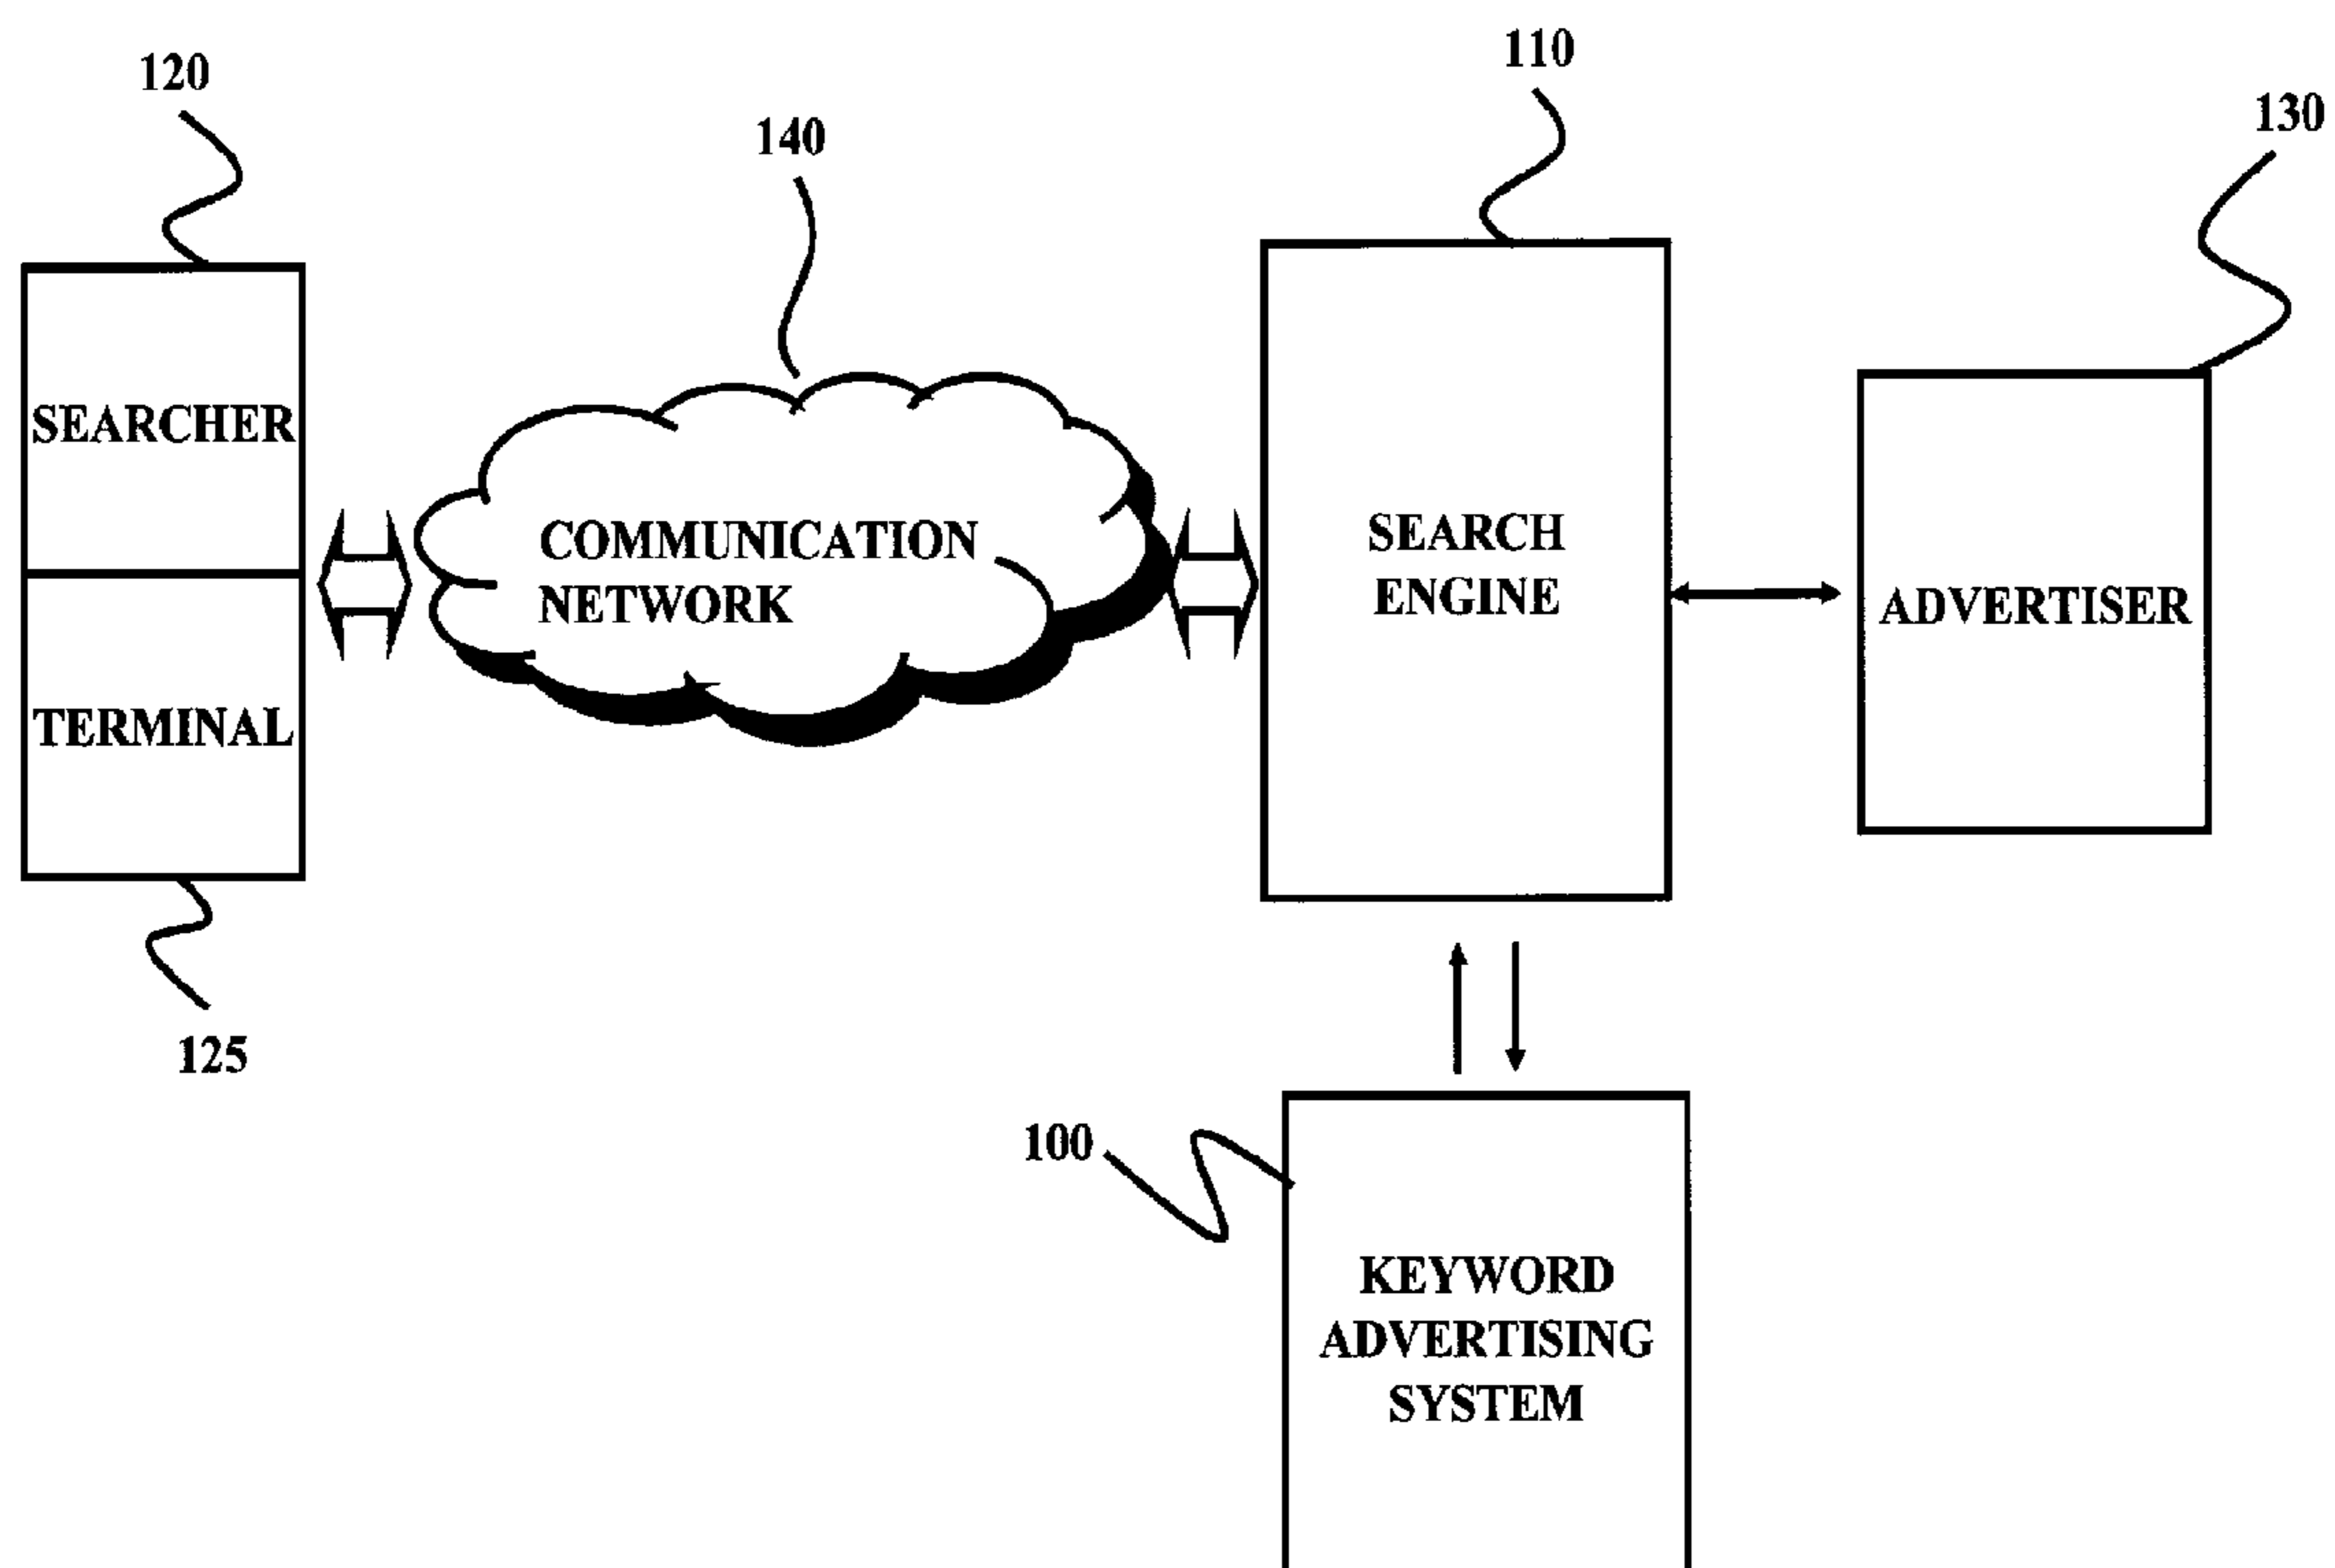 120
110
130
140
SEARCHER
TERMINAL
COMMUNICATION
NETWORK
SEARCH
ENGINE
ADVERTISER
125
100
KEYWORD
ADVERTISING
SYSTEM